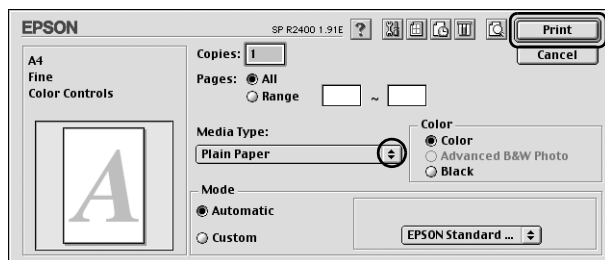 EPSON
SP R2400 1.91E
?
Print
Cancel
A4
Fine
Color Controls
A
Copies: 1
Pages: All
Range ~
Media Type:
Plain Paper
Color
Color
Advanced B&W Photo
Black
Mode
Automatic
Custom
EPSON Standard ...